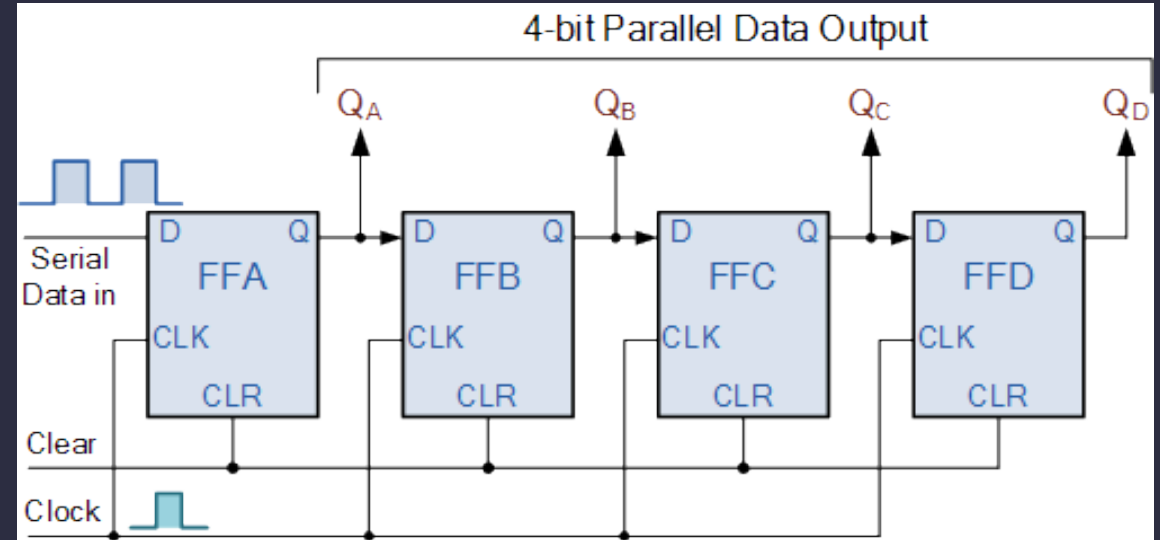 4-bit Parallel Data Output
QA QB QC QD
D Q D Q D Q D Q
Serial
Data in
FFA FFB FFC FFD
CLK CLK CLK CLK
CLR CLR CLR CLR
Clear
Clock